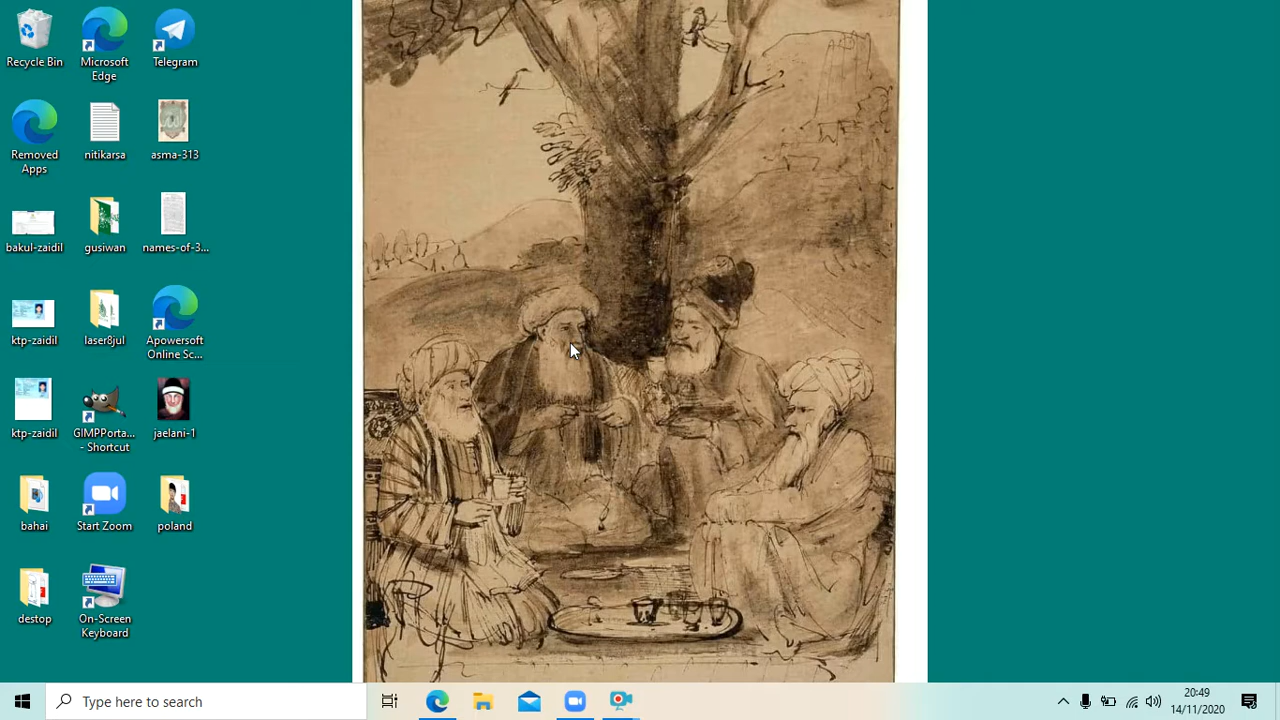 Recycle Bin
Microsoft
Edge
Telegram
Removed
Apps
nitikarsa
asma-313
bakul-zaidil
gusiwan
names-of-3...
ktp-zaidil
laser8jul
Apowersoft
Online Sc...
ktp-zaidil
GIMPPorta...
- Shortcut
jaelani-1
bahai
Start Zoom
poland
destop
On-Screen
Keyboard
Type here to search
20:49
14/11/2020